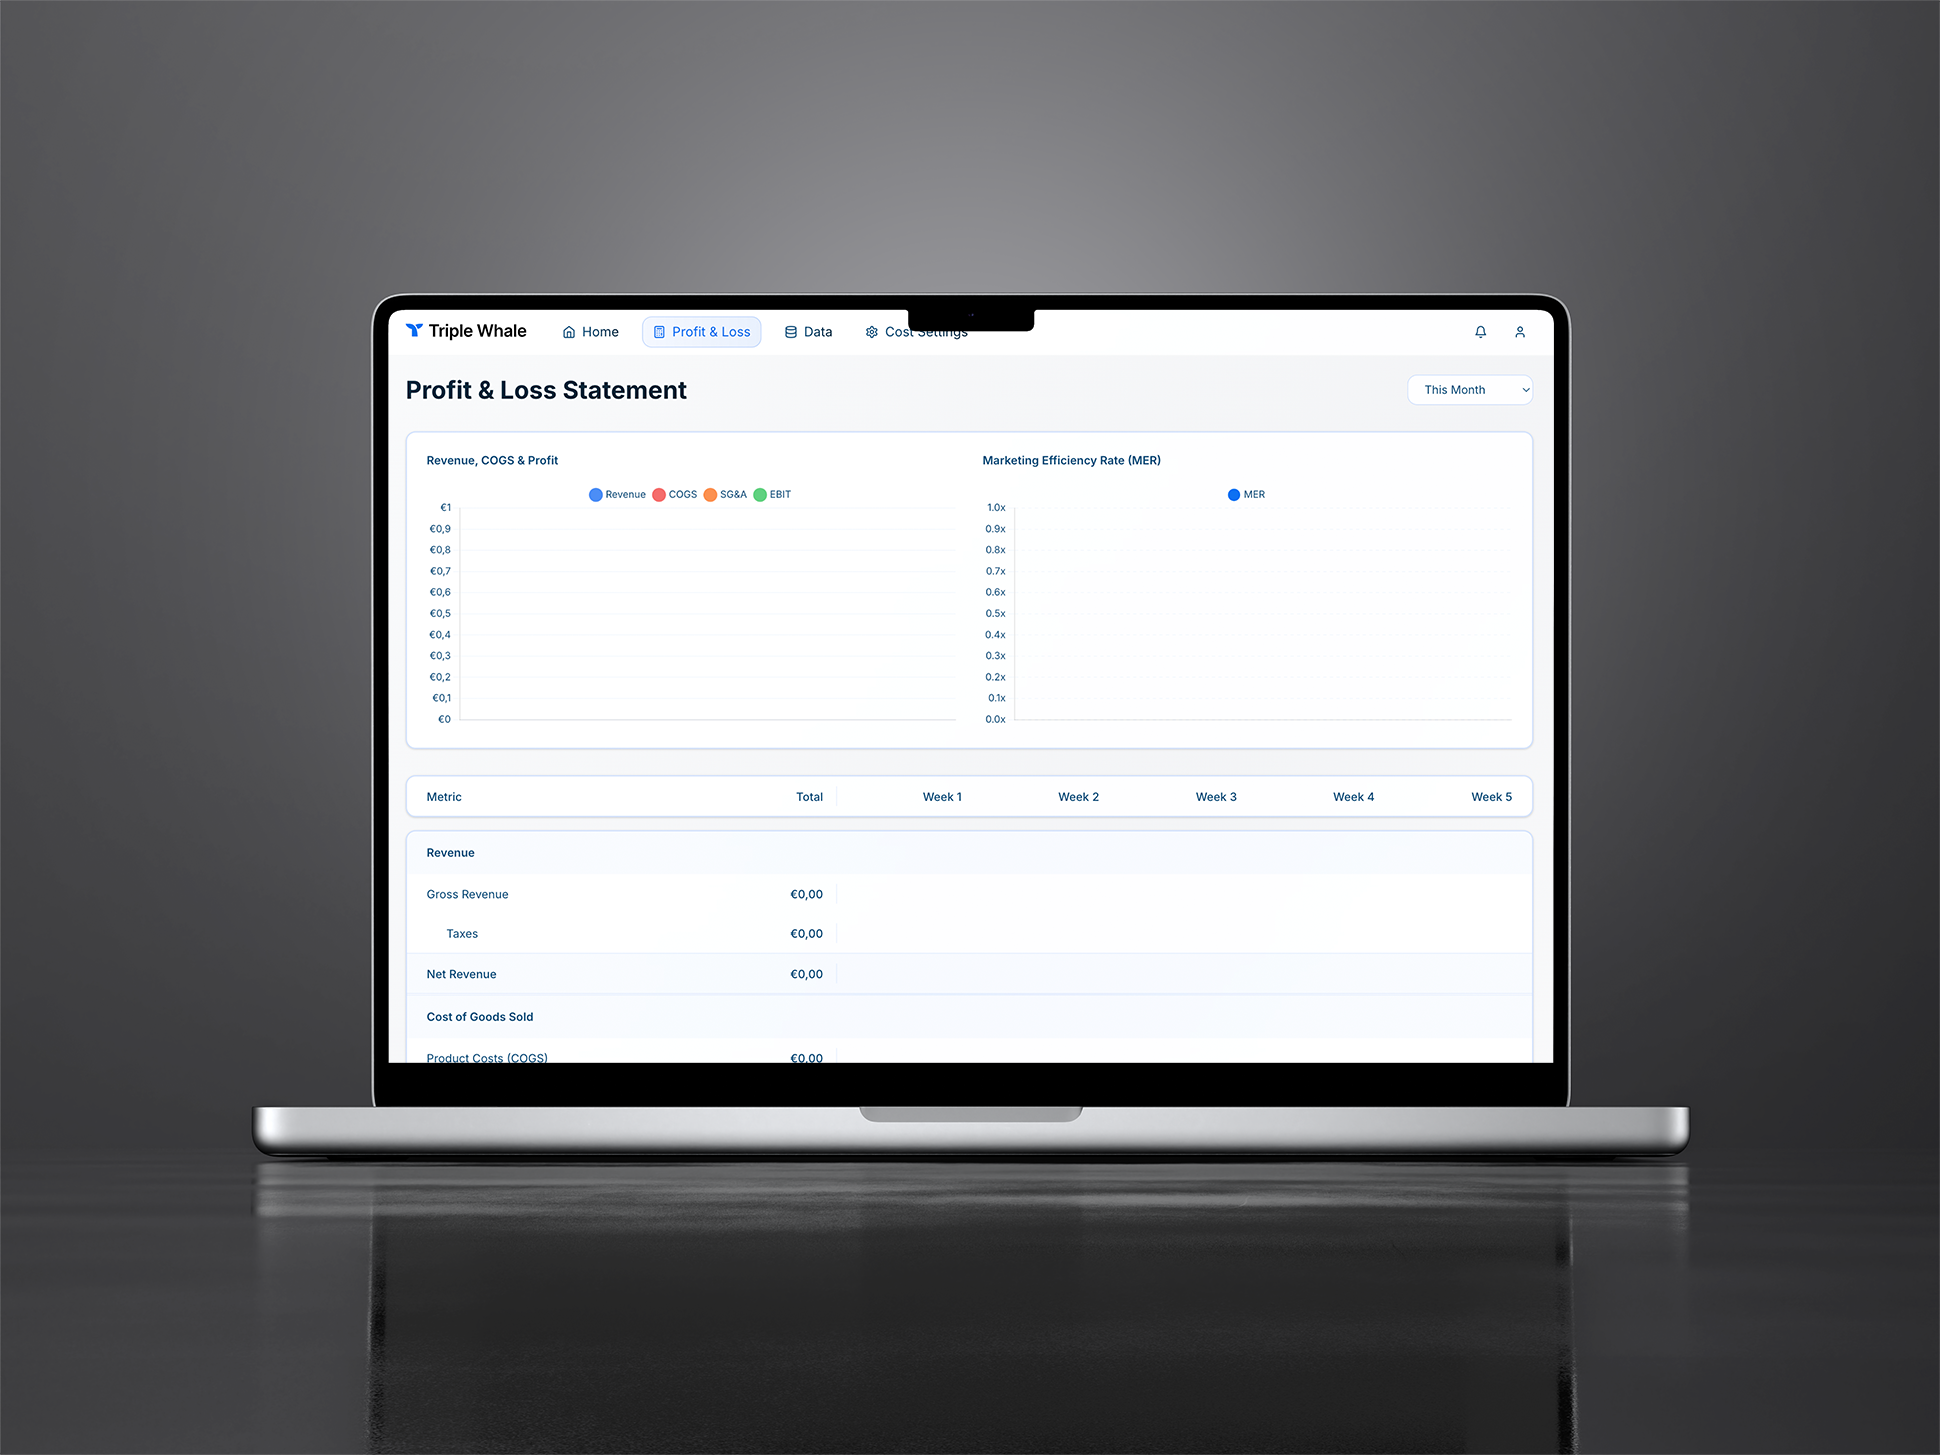 Triple Whale Home Profit & Loss Data Cost Settings
Profit & Loss Statement This Month
Revenue, COGS & Profit
Revenue COGS SG&A EBIT
€1
€0,9
€0,8
€0,7
€0,6
€0,5
€0,4
€0,3
€0,2
€0,1
€0
Marketing Efficiency Rate (MER)
MER
1.0x
0.9x
0.8x
0.7x
0.6x
0.5x
0.4x
0.3x
0.2x
0.1x
0.0x
Metric Total Week 1 Week 2 Week 3 Week 4 Week 5
Revenue
Gross Revenue €0,00
Taxes €0,00
Net Revenue €0,00
Cost of Goods Sold
Product Costs (COGS) €0,00